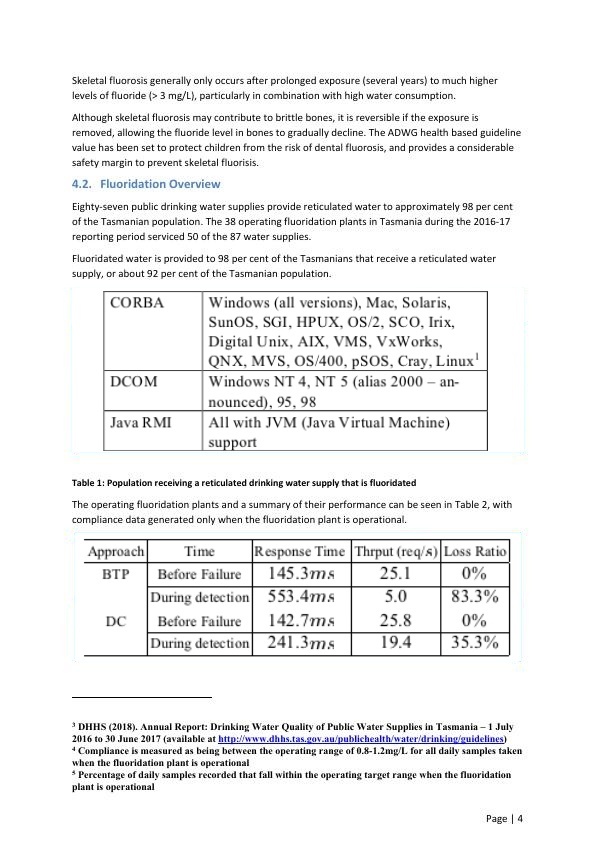 Skeletal fluorosis generally only occurs after prolonged exposure (several years) to much higher
levels of fluoride (> 3 mg/L), particularly in combination with high water consumption.
Although skeletal fluorosis may contribute to brittle bones, it is reversible if the exposure is
removed, allowing the fluoride level in bones to gradually decline. The ADWG health based guideline
value has been set to protect children from the risk of dental fluorosis, and provides a considerable
safety margin to prevent skeletal fluorisis.
4.2. Fluoridation Overview
Eighty-seven public drinking water supplies provide reticulated water to approximately 98 per cent
of the Tasmanian population. The 38 operating fluoridation plants in Tasmania during the 2016-17
reporting period serviced 50 of the 87 water supplies.
Fluoridated water is provided to 98 per cent of the Tasmanians that receive a reticulated water
supply, or about 92 per cent of the Tasmanian population.
CORBA Windows (all versions), Mac, Solaris,
SunOS, SGI, HPUX, OS/2, SCO, Irix,
Digital Unix, AIX, VMS, VxWorks,
QNX, MVS, OS/400, pSOS, Cray, Linux¹
DCOM Windows NT 4, NT 5 (alias 2000 – an-
nounced), 95, 98
Java RMI All with JVM (Java Virtual Machine)
support
Table 1: Population receiving a reticulated drinking water supply that is fluoridated
The operating fluoridation plants and a summary of their performance can be seen in Table 2, with
compliance data generated only when the fluoridation plant is operational.
Approach Time Response Time Thrput (req/s) Loss Ratio
BTP Before Failure 145.3ms 25.1 0%
During detection 553.4ms 5.0 83.3%
DC Before Failure 142.7ms 25.8 0%
During detection 241.3ms 19.4 35.3%
³ DHHS (2018). Annual Report: Drinking Water Quality of Public Water Supplies in Tasmania – 1 July
2016 to 30 June 2017 (available at http://www.dhhs.tas.gov.au/publichealth/water/drinking/guidelines)
⁴ Compliance is measured as being between the operating range of 0.8-1.2mg/L for all daily samples taken
when the fluoridation plant is operational
⁵ Percentage of daily samples recorded that fall within the operating target range when the fluoridation
plant is operational
Page | 4